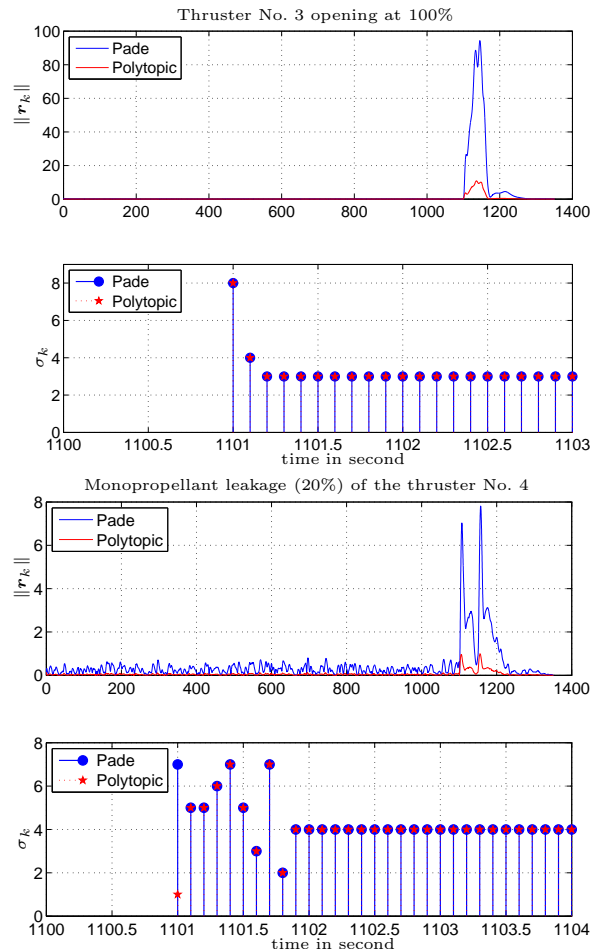 Thruster No. 3 opening at 100%
100
80
60
40
20
0
‖ r_k ‖
Pade
Polytopic
0 200 400 600 800 1000 1200 1400
8
6
4
2
0
σ_k
Pade
Polytopic
1100 1100.5 1101 1101.5 1102 1102.5 1103
time in second
Monopropellant leakage (20%) of the thruster No. 4
8
6
4
2
0
‖ r_k ‖
Pade
Polytopic
0 200 400 600 800 1000 1200 1400
8
6
4
2
0
σ_k
Pade
Polytopic
1100 1100.5 1101 1101.5 1102 1102.5 1103 1103.5 1104
time in second